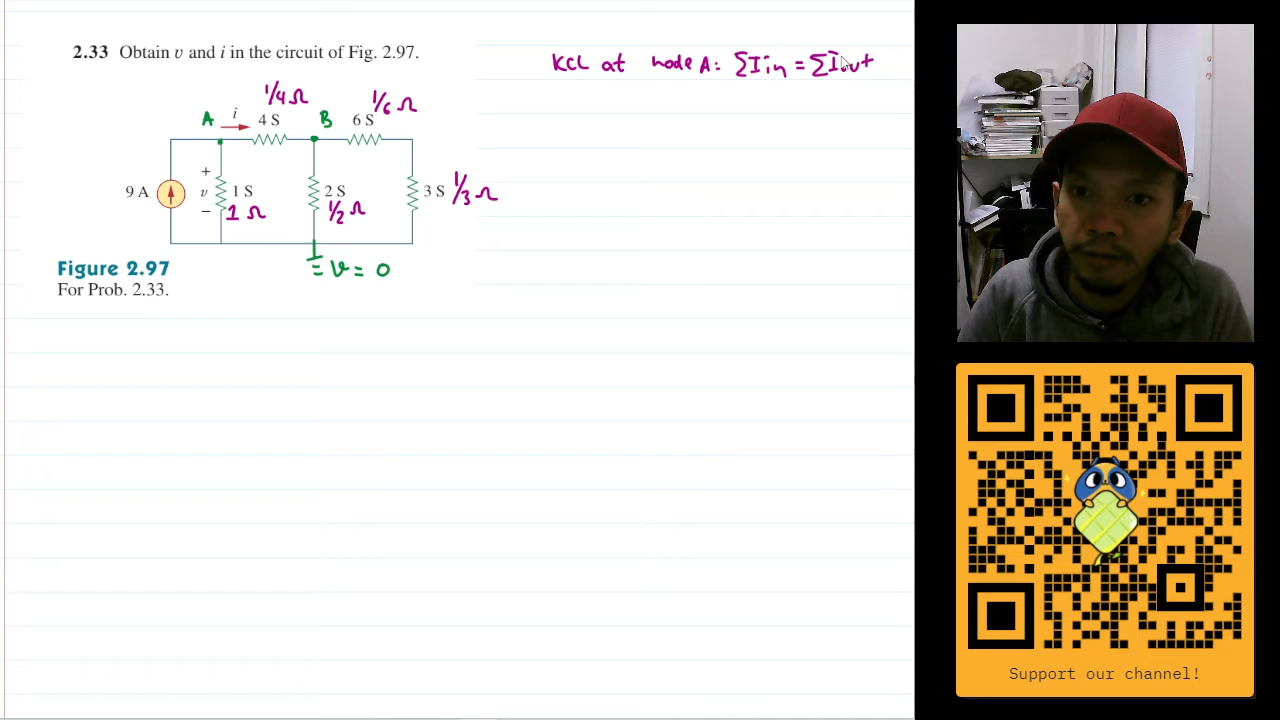 2.33 Obtain v and i in the circuit of Fig. 2.97.
KCL at node A: ΣIin = ΣIout
1/4 Ω
1/6 Ω
A
i
4 S
B
6 S
+
9 A
v
1 S
2 S
3 S
1/3 Ω
−
1 Ω
1/2 Ω
= v = 0
Figure 2.97
For Prob. 2.33.
Support our channel!